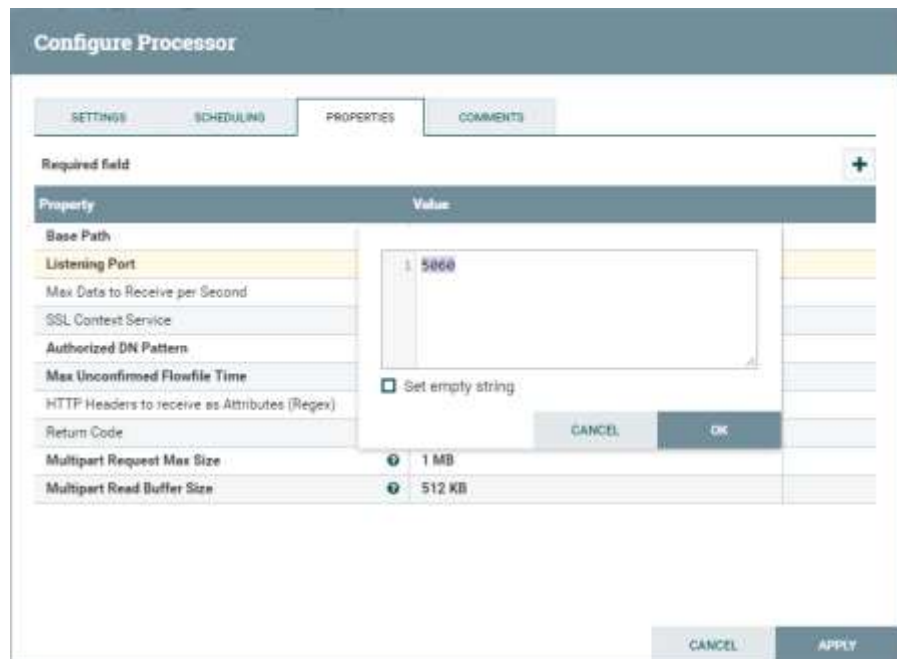 Configure Processor
SETTINGS SCHEDULING PROPERTIES COMMENTS
Required field
Property Value
Base Path
Listening Port
Max Data to Receive per Second
SSL Context Service
Authorized DN Pattern
Max Unconfirmed Flowfile Time
HTTP Headers to receive as Attributes (Regex)
Return Code
1 5060
Set empty string
CANCEL OK
Multipart Request Max Size 1 MB
Multipart Read Buffer Size 512 KB
CANCEL APPLY